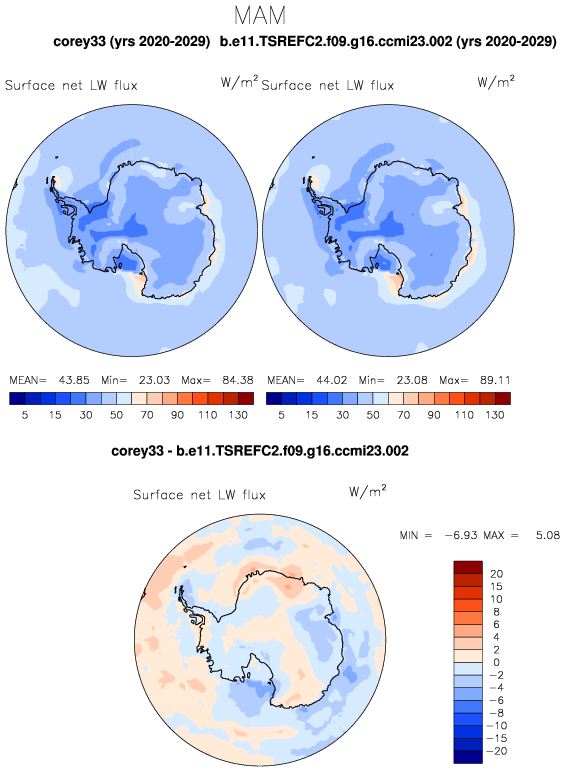 MAM
corey33 (yrs 2020-2029) b.e11.TSREFC2.f09.g16.ccmi23.002 (yrs 2020-2029)
Surface net LW flux W/m² Surface net LW flux W/m²
MEAN= 43.85 Min= 23.03 Max= 84.38 MEAN= 44.02 Min= 23.08 Max= 89.11
5 15 30 50 70 90 110 130 5 15 30 50 70 90 110 130
corey33 - b.e11.TSREFC2.f09.g16.ccmi23.002
Surface net LW flux W/m²
MIN = -6.93 MAX = 5.08
20
15
10
8
6
4
2
0
-2
-4
-6
-8
-10
-15
-20